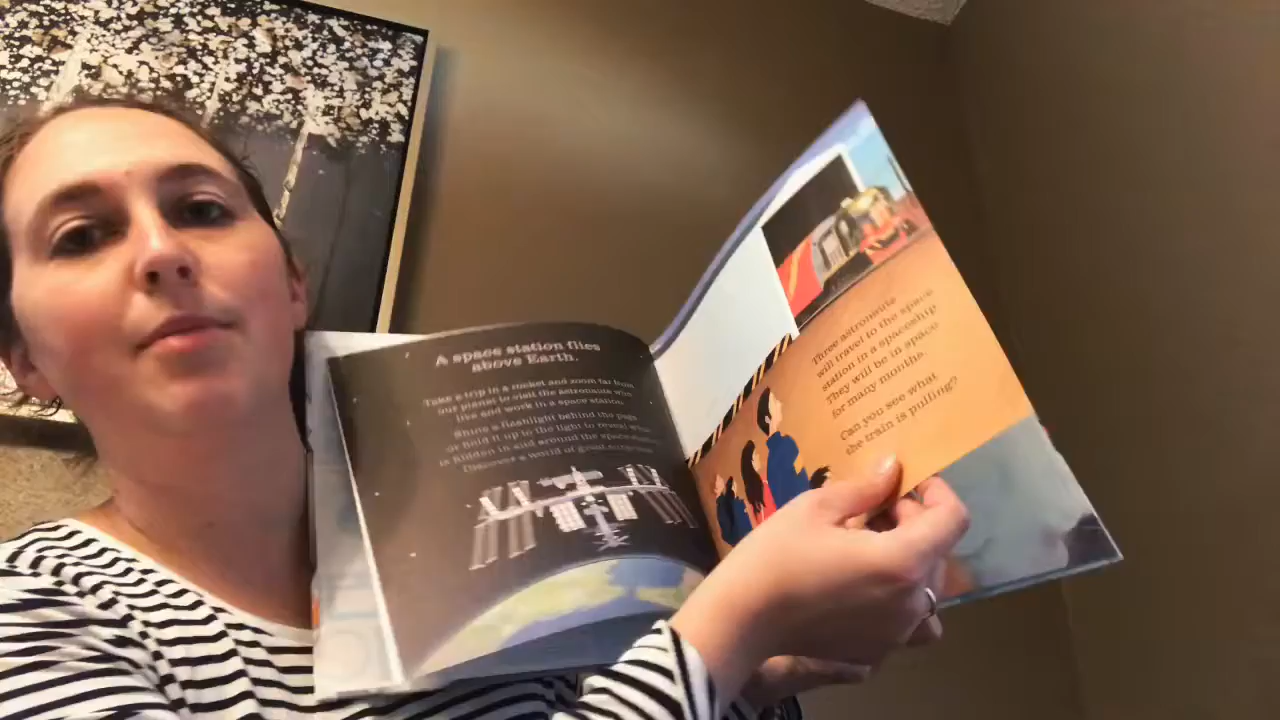 A space station flies
above Earth.
Take a trip in a rocket and zoom far from
our planet to visit the astronauts who
live and work in a space station.
Shine a flashlight behind the page
or hold it up to the light to reveal what
is hidden in and around the space station.
Discover a world of great surprises.
Three astronauts
will travel to the space
station in a spaceship
They will be in space
for many months.
Can you see what
the train is pulling?